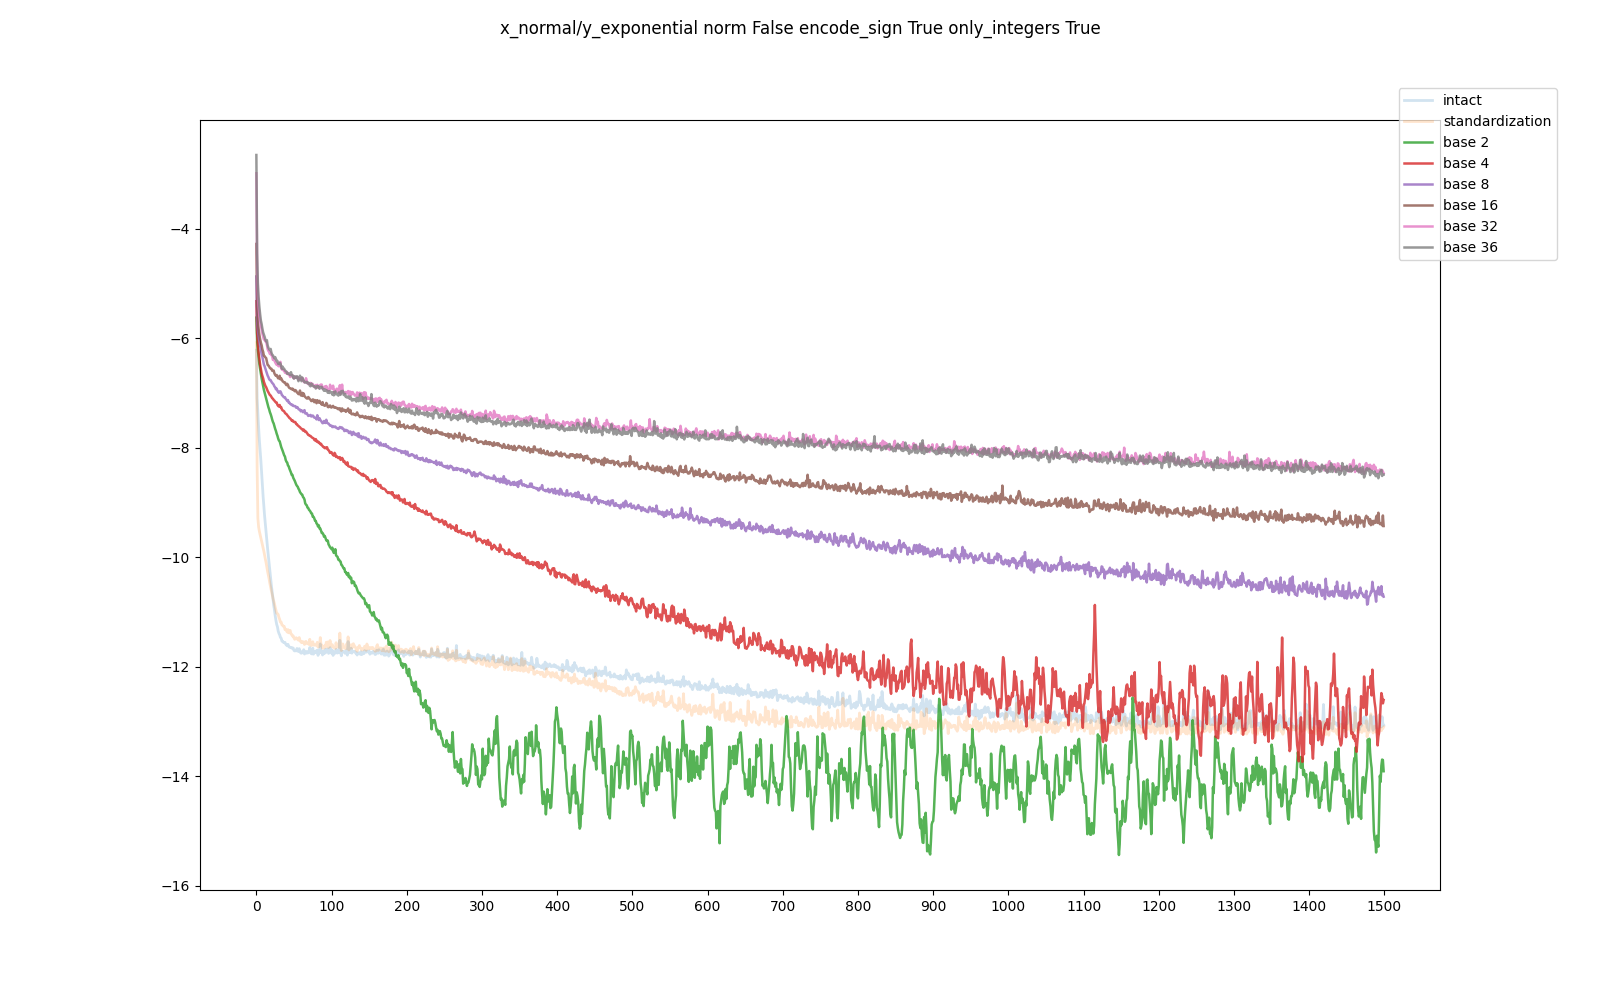 x_normal/y_exponential norm False encode_sign True only_integers True
intact
standardization
base 2
base 4
base 8
base 16
base 32
base 36
−4
−6
−8
−10
−12
−14
−16
0 100 200 300 400 500 600 700 800 900 1000 1100 1200 1300 1400 1500